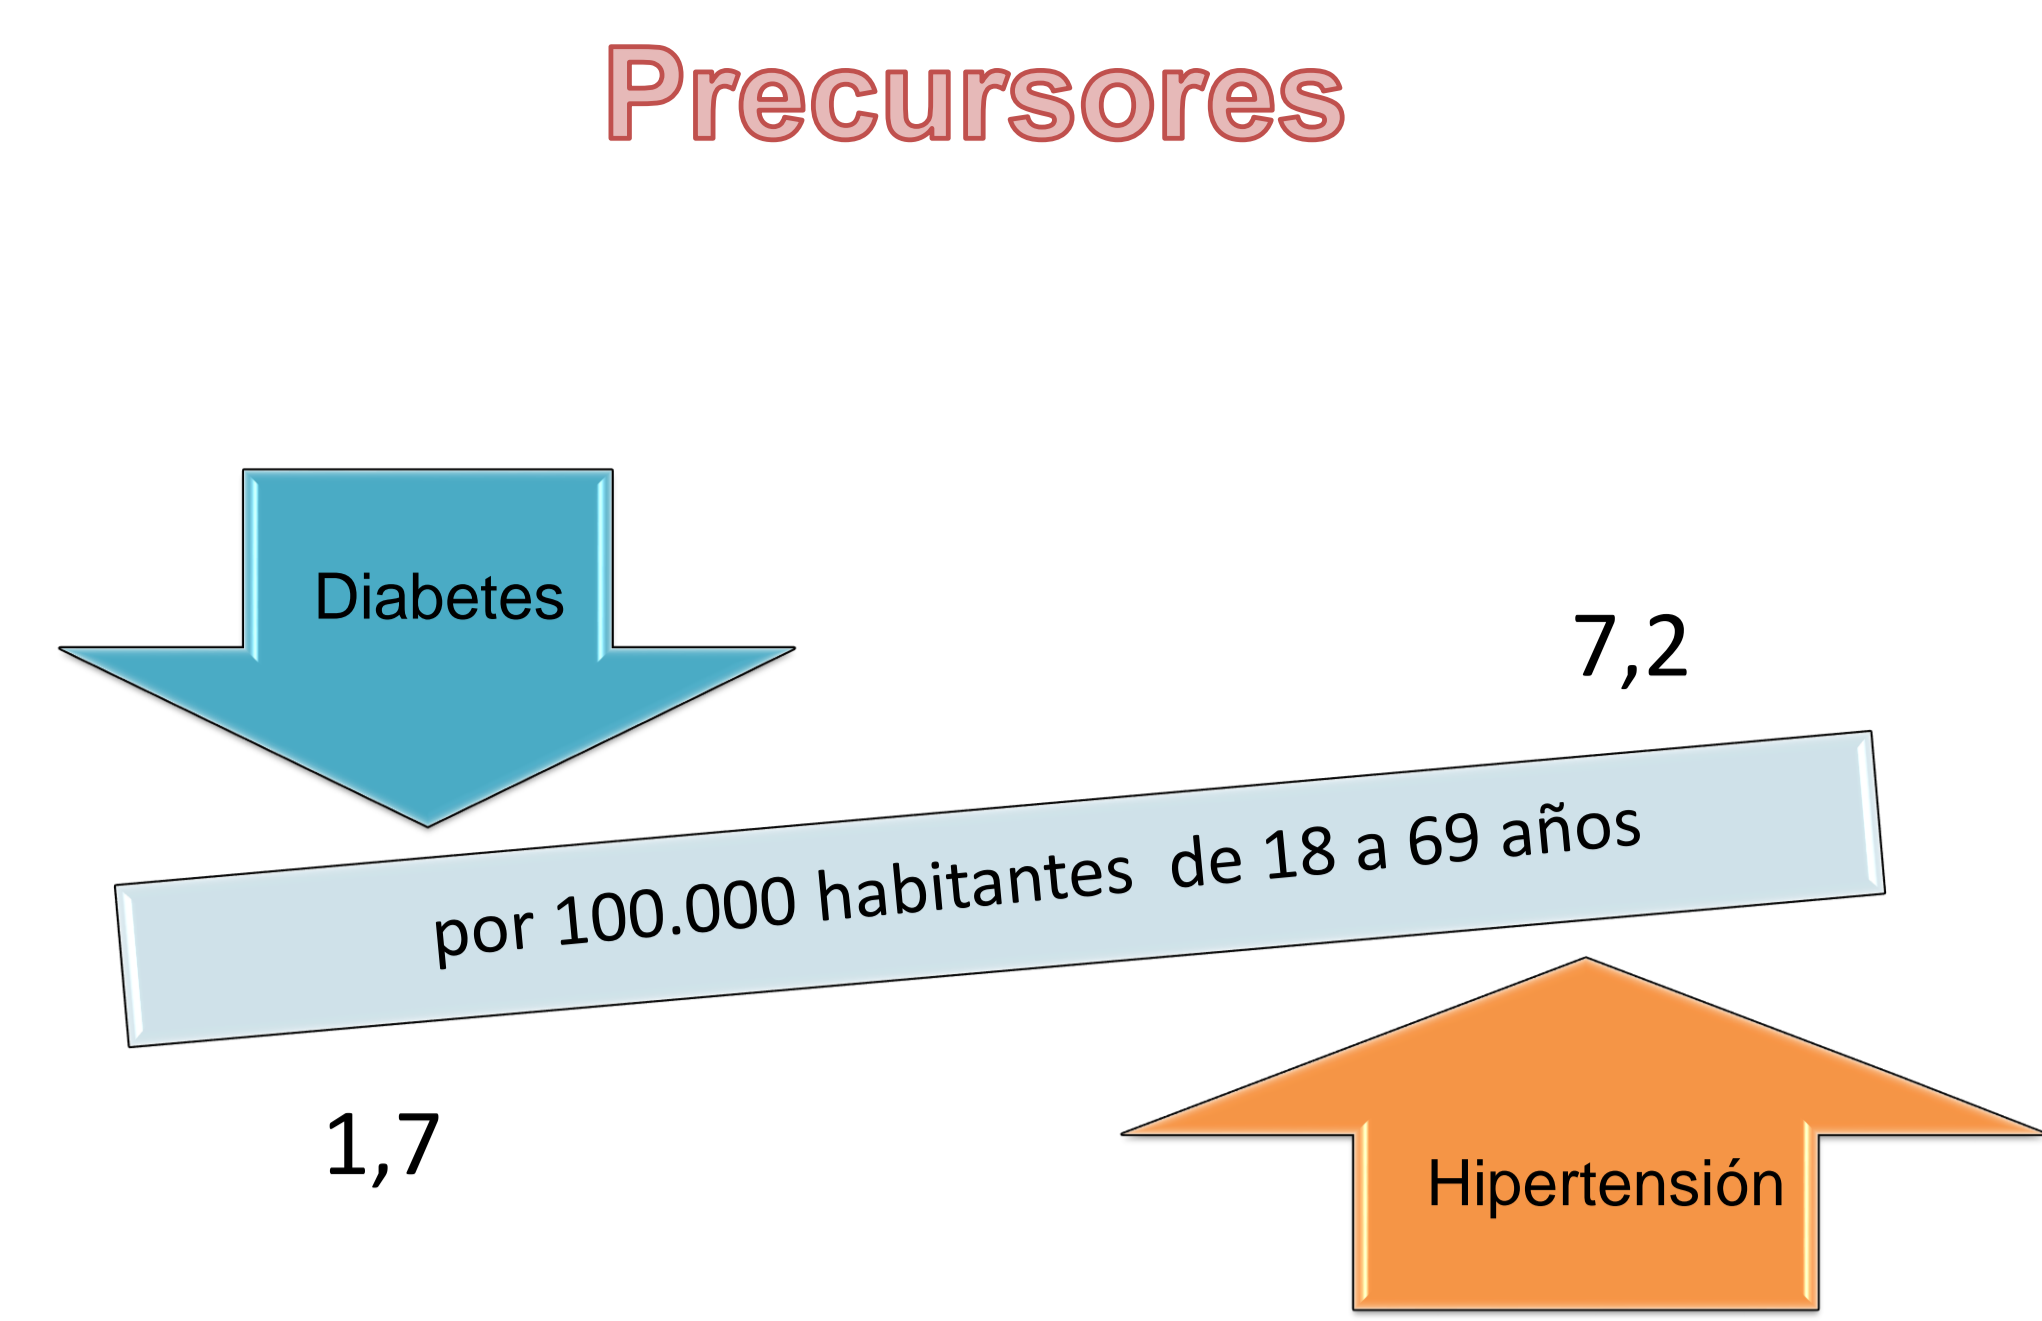 Precursores
Diabetes
7,2
por 100.000 habitantes de 18 a 69 años
1,7
Hipertensión